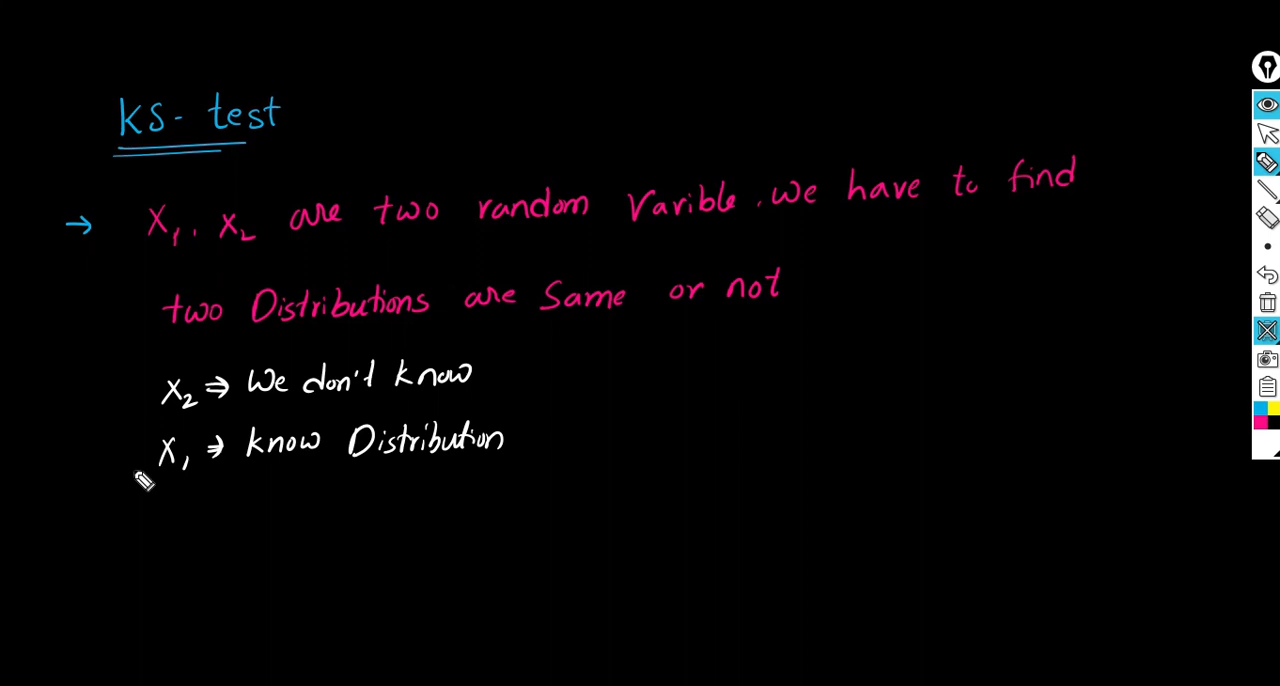 KS- test
→ X1, X2 are two random Varible. We have to find
two Distributions are Same or not
X2 ⇒ We don't know
X1 ⇒ know Distribution